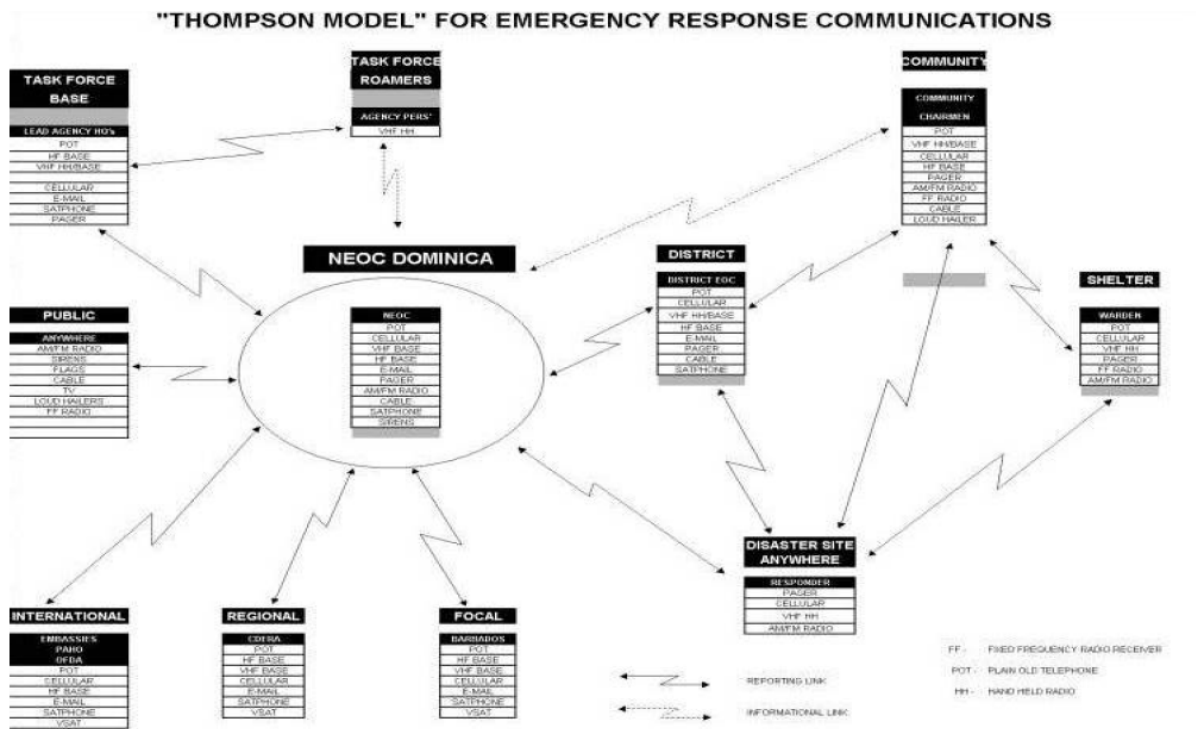 "THOMPSON MODEL" FOR EMERGENCY RESPONSE COMMUNICATIONS
TASK FORCE
BASE
LEAD AGENCY HQ's
POT
HF BASE
VHF HH/BASE
CELLULAR
E-MAIL
SATPHONE
PAGER
TASK FORCE
ROAMERS
AGENCY PERS'
VHF HH
COMMUNITY
COMMUNITY
CHAIRMEN
POT
VHF HH/BASE
CELLULAR
HF BASE
PAGER
AM/FM RADIO
FF RADIO
CABLE
LOUD HAILER
NEOC DOMINICA
NEOC
POT
CELLULAR
VHF BASE
HF BASE
E-MAIL
PAGER
AM/FM RADIO
CABLE
SATPHONE
SIRENS
DISTRICT
DISTRICT EOC
POT
CELLULAR
VHF HH/BASE
HF BASE
E-MAIL
PAGER
CABLE
SATPHONE
SHELTER
WARDEN
POT
CELLULAR
VHF HH
PAGER
FF RADIO
AM/FM RADIO
PUBLIC
ANYWHERE
AM/FM RADIO
SIRENS
FLAGS
CABLE
TV
LOUD HAILERS
FF RADIO
DISASTER SITE
ANYWHERE
RESPONDER
PAGER
CELLULAR
VHF HH
AM/FM RADIO
INTERNATIONAL
EMBASSIES
PAHO
OFDA
POT
CELLULAR
HF BASE
E-MAIL
SATPHONE
VSAT
REGIONAL
CDERA
POT
HF BASE
VHF BASE
CELLULAR
E-MAIL
SATPHONE
VSAT
FOCAL
BARBADOS
POT
HF BASE
VHF BASE
CELLULAR
E-MAIL
SATPHONE
VSAT
REPORTING LINK
INFORMATIONAL LINK
FF - FIXED FREQUENCY RADIO RECEIVER
POT - PLAIN OLD TELEPHONE
HH - HAND HELD RADIO